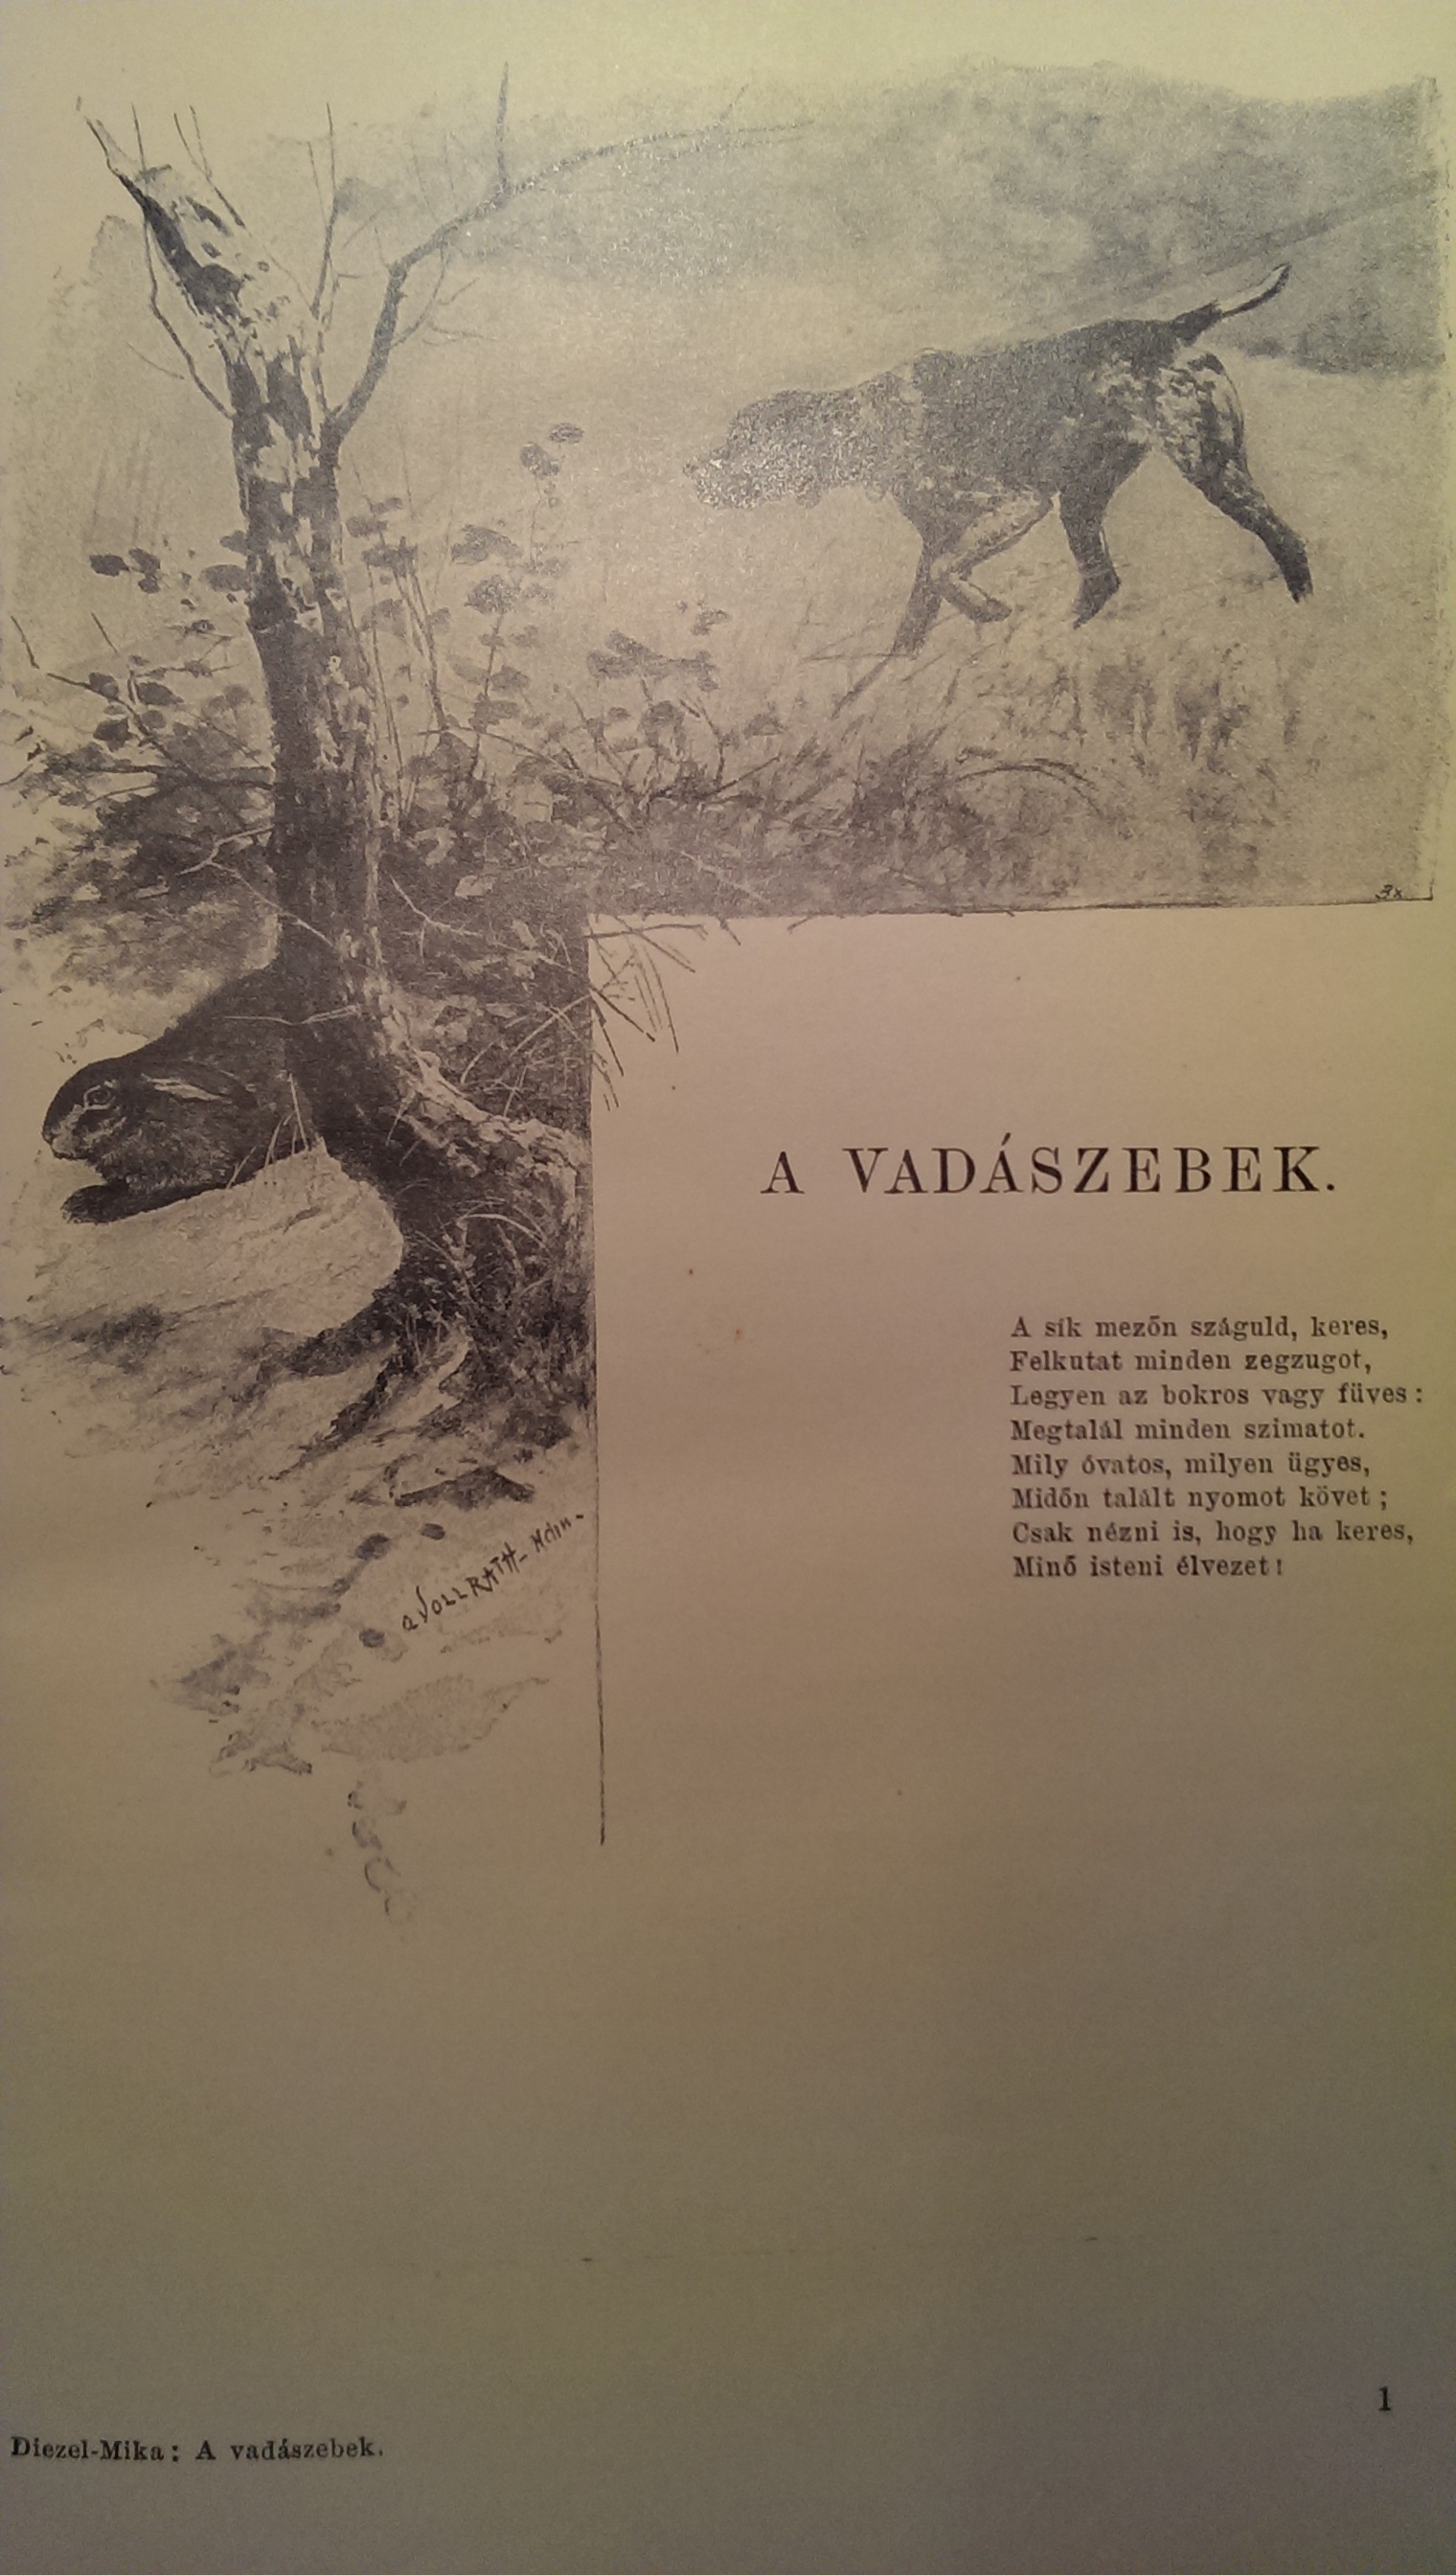 A VADÁSZEBEK.
A sík mezőn száguld, keres,
Felkutat minden zegzugot,
Legyen az bokros vagy füves :
Megtalál minden szimatot.
Mily óvatos, milyen ügyes,
Midőn talált nyomot követ ;
Csak nézni is, hogy ha keres,
Minő isteni élvezet !
VOLLRATH
1
Diezel-Mika : A vadászebek.